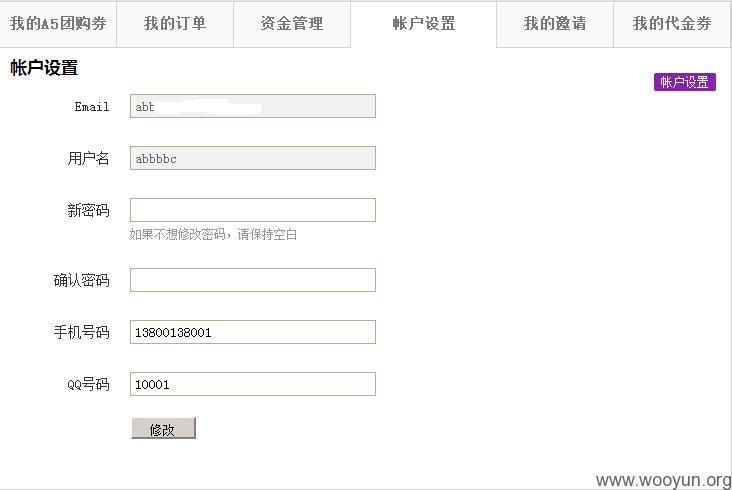 我的A5团购券 我的订单 资金管理 帐户设置 我的邀请 我的代金券
帐户设置
帐户设置
Email abb
用户名 abbbbc
新密码
如果不想修改密码，请保持空白
确认密码
手机号码 13800138001
QQ号码 10001
修改
www.wooyun.org